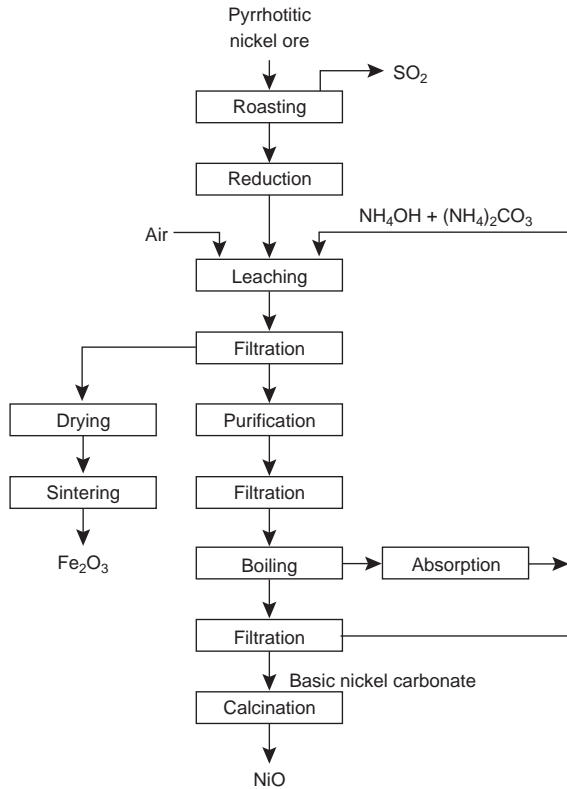 Pyrrhotitic
nickel ore
SO₂
Roasting
Reduction
NH₄OH + (NH₄)₂CO₃
Air
Leaching
Filtration
Drying
Purification
Sintering
Filtration
Fe₂O₃
Boiling
Absorption
Filtration
Basic nickel carbonate
Calcination
NiO